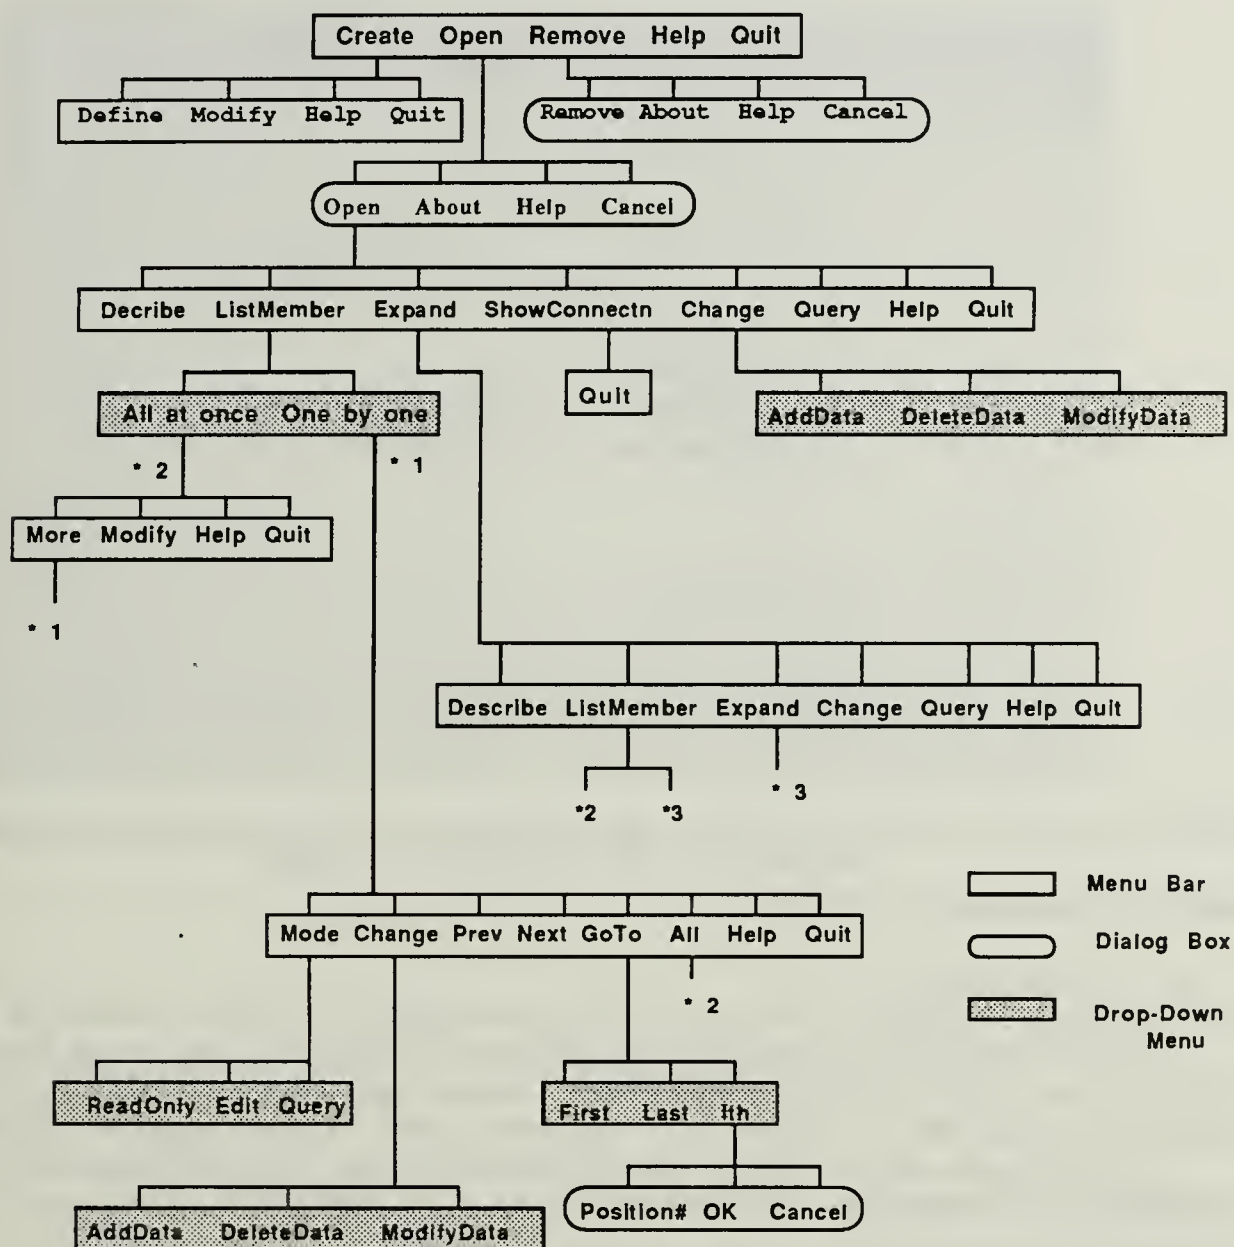 Create Open Remove Help Quit
Define Modify Help Quit
Remove About Help Cancel
Open About Help Cancel
Decribe ListMember Expand ShowConnectn Change Query Help Quit
All at once One by one
Quit
AddData DeleteData ModifyData
* 2
* 1
More Modify Help Quit
* 1
Describe ListMember Expand Change Query Help Quit
*2
*3
* 3
Mode Change Prev Next GoTo All Help Quit
* 2
ReadOnly Edit Query
First Last Ith
AddData DeleteData ModifyData
Position# OK Cancel
Menu Bar
Dialog Box
Drop-Down
Menu